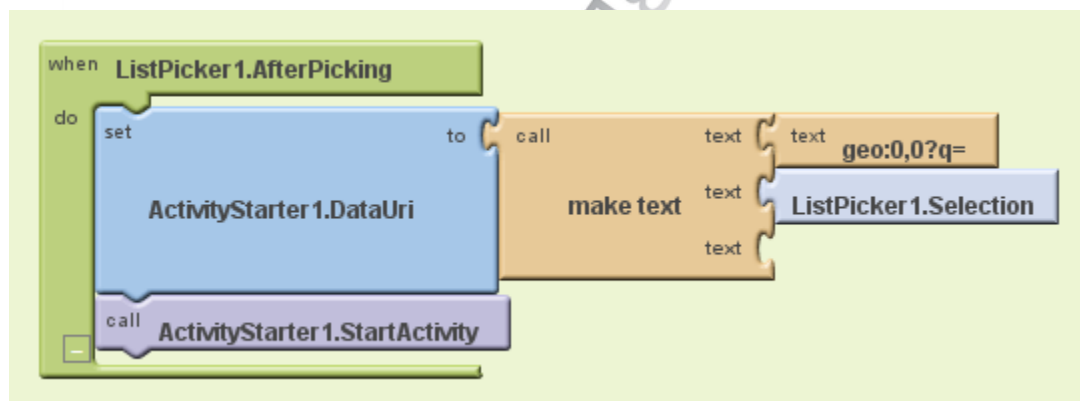 when ListPicker1.AfterPicking
do
set to call text text geo:0,0?q=
ActivityStarter1.DataUri make text text ListPicker1.Selection
text
call ActivityStarter1.StartActivity